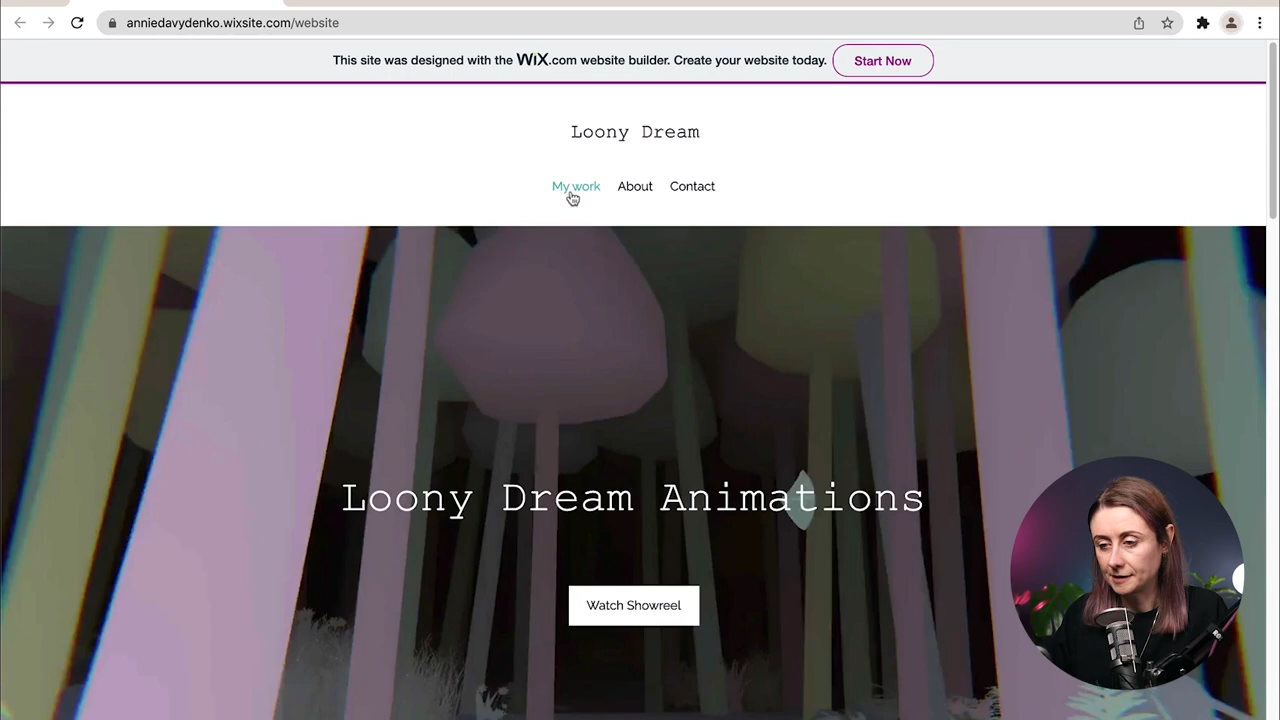 anniedavydenko.wixsite.com/website
This site was designed with the WiX.com website builder. Create your website today. Start Now
Loony Dream
My work About Contact
Loony Dream Animations
Watch Showreel